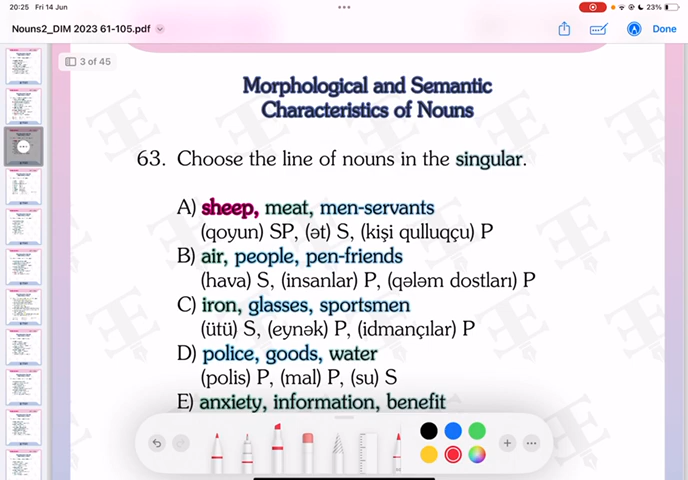 20:25 Fri 14 Jun
23%
Nouns2_DIM 2023 61-105.pdf
Done
3 of 45
Morphological and Semantic
Characteristics of Nouns
63. Choose the line of nouns in the singular.
A) sheep, meat, men-servants
(qoyun) SP, (ət) S, (kişi qulluqçu) P
B) air, people, pen-friends
(hava) S, (insanlar) P, (qələm dostları) P
C) iron, glasses, sportsmen
(ütü) S, (eynək) P, (idmançılar) P
D) police, goods, water
(polis) P, (mal) P, (su) S
E) anxiety, information, benefit